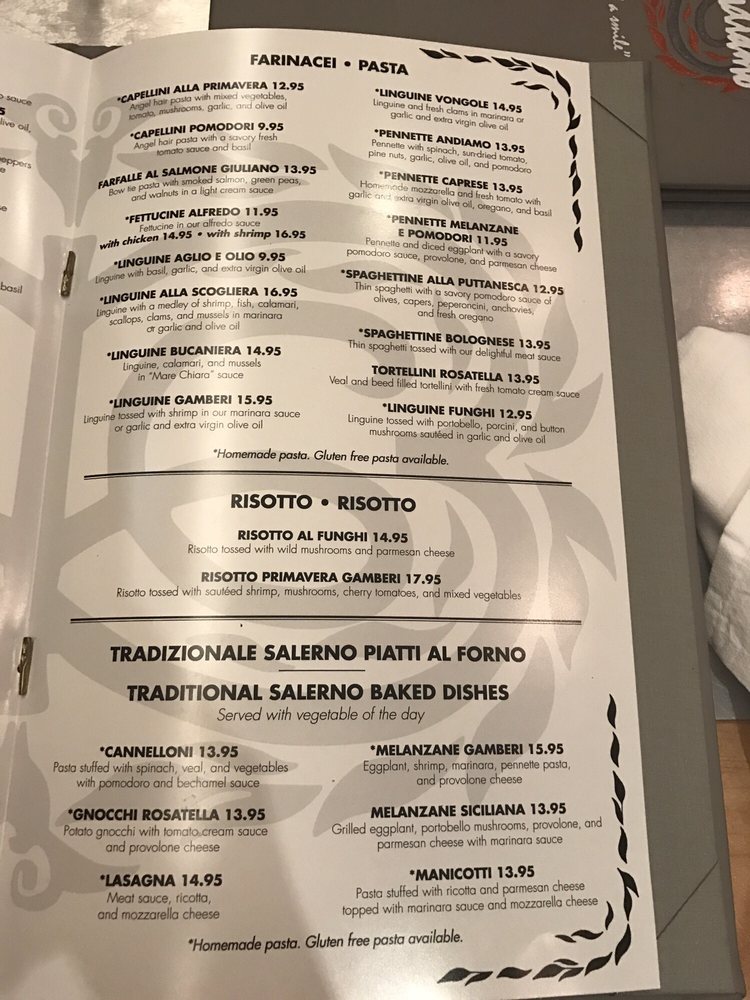 FARINACEI • PASTA
*CAPELLINI ALLA PRIMAVERA 12.95
Angel hair pasta with mixed vegetables,
tomato, mushrooms, garlic, and olive oil
*CAPELLINI POMODORI 9.95
Angel hair pasta with a savory fresh
tomato sauce and basil
FARFALLE AL SALMONE GIULIANO 13.95
Bow tie pasta with smoked salmon, green peas,
and walnuts in a light cream sauce
*FETTUCINE ALFREDO 11.95
Fettucine in our alfredo sauce
with chicken 14.95 • with shrimp 16.95
*LINGUINE AGLIO E OLIO 9.95
Linguine with basil, garlic, and extra virgin olive oil
*LINGUINE ALLA SCOGLIERA 16.95
Linguine with a medley of shrimp, fish, calamari,
scallops, clams, and mussels in marinara
or garlic and olive oil
*LINGUINE BUCANIERA 14.95
Linguine, calamari, and mussels
in "Mare Chiara" sauce
*LINGUINE GAMBERI 15.95
Linguine tossed with shrimp in our marinara sauce
or garlic and extra virgin olive oil
*LINGUINE VONGOLE 14.95
Linguine and fresh clams in marinara or
garlic and extra virgin olive oil
*PENNETTE ANDIAMO 13.95
Pennette with spinach, sun-dried tomato,
pine nuts, garlic, olive oil, and pomodoro
*PENNETTE CAPRESE 13.95
Homemade mozzarella and fresh tomato with
garlic and extra virgin olive oil, oregano, and basil
*PENNETTE MELANZANE
E POMODORI 11.95
Pennette and diced eggplant with a savory
pomodoro sauce, provolone, and parmesan cheese
*SPAGHETTINE ALLA PUTTANESCA 12.95
Thin spaghetti with a savory pomodoro sauce of
olives, capers, peperoncini, anchovies,
and fresh oregano
*SPAGHETTINE BOLOGNESE 13.95
Thin spaghetti tossed with our delightful meat sauce
TORTELLINI ROSATELLA 13.95
Veal and beed filled tortellini with fresh tomato cream sauce
*LINGUINE FUNGHI 12.95
Linguine tossed with portobello, porcini, and button
mushrooms sautéed in garlic and olive oil
*Homemade pasta. Gluten free pasta available.
RISOTTO • RISOTTO
RISOTTO AL FUNGHI 14.95
Risotto tossed with wild mushrooms and parmesan cheese
RISOTTO PRIMAVERA GAMBERI 17.95
Risotto tossed with sautéed shrimp, mushrooms, cherry tomatoes, and mixed vegetables
TRADIZIONALE SALERNO PIATTI AL FORNO
TRADITIONAL SALERNO BAKED DISHES
Served with vegetable of the day
*CANNELLONI 13.95
Pasta stuffed with spinach, veal, and vegetables
with pomodoro and bechamel sauce
*GNOCCHI ROSATELLA 13.95
Potato gnocchi with tomato cream sauce
and provolone cheese
*LASAGNA 14.95
Meat sauce, ricotta,
and mozzarella cheese
*MELANZANE GAMBERI 15.95
Eggplant, shrimp, marinara, pennette pasta,
and provolone cheese
MELANZANE SICILIANA 13.95
Grilled eggplant, portobello mushrooms, provolone, and
parmesan cheese with marinara sauce
*MANICOTTI 13.95
Pasta stuffed with ricotta and parmesan cheese
topped with marinara sauce and mozzarella cheese
*Homemade pasta. Gluten free pasta available.
sauce
olive oil,
basil
a smile"